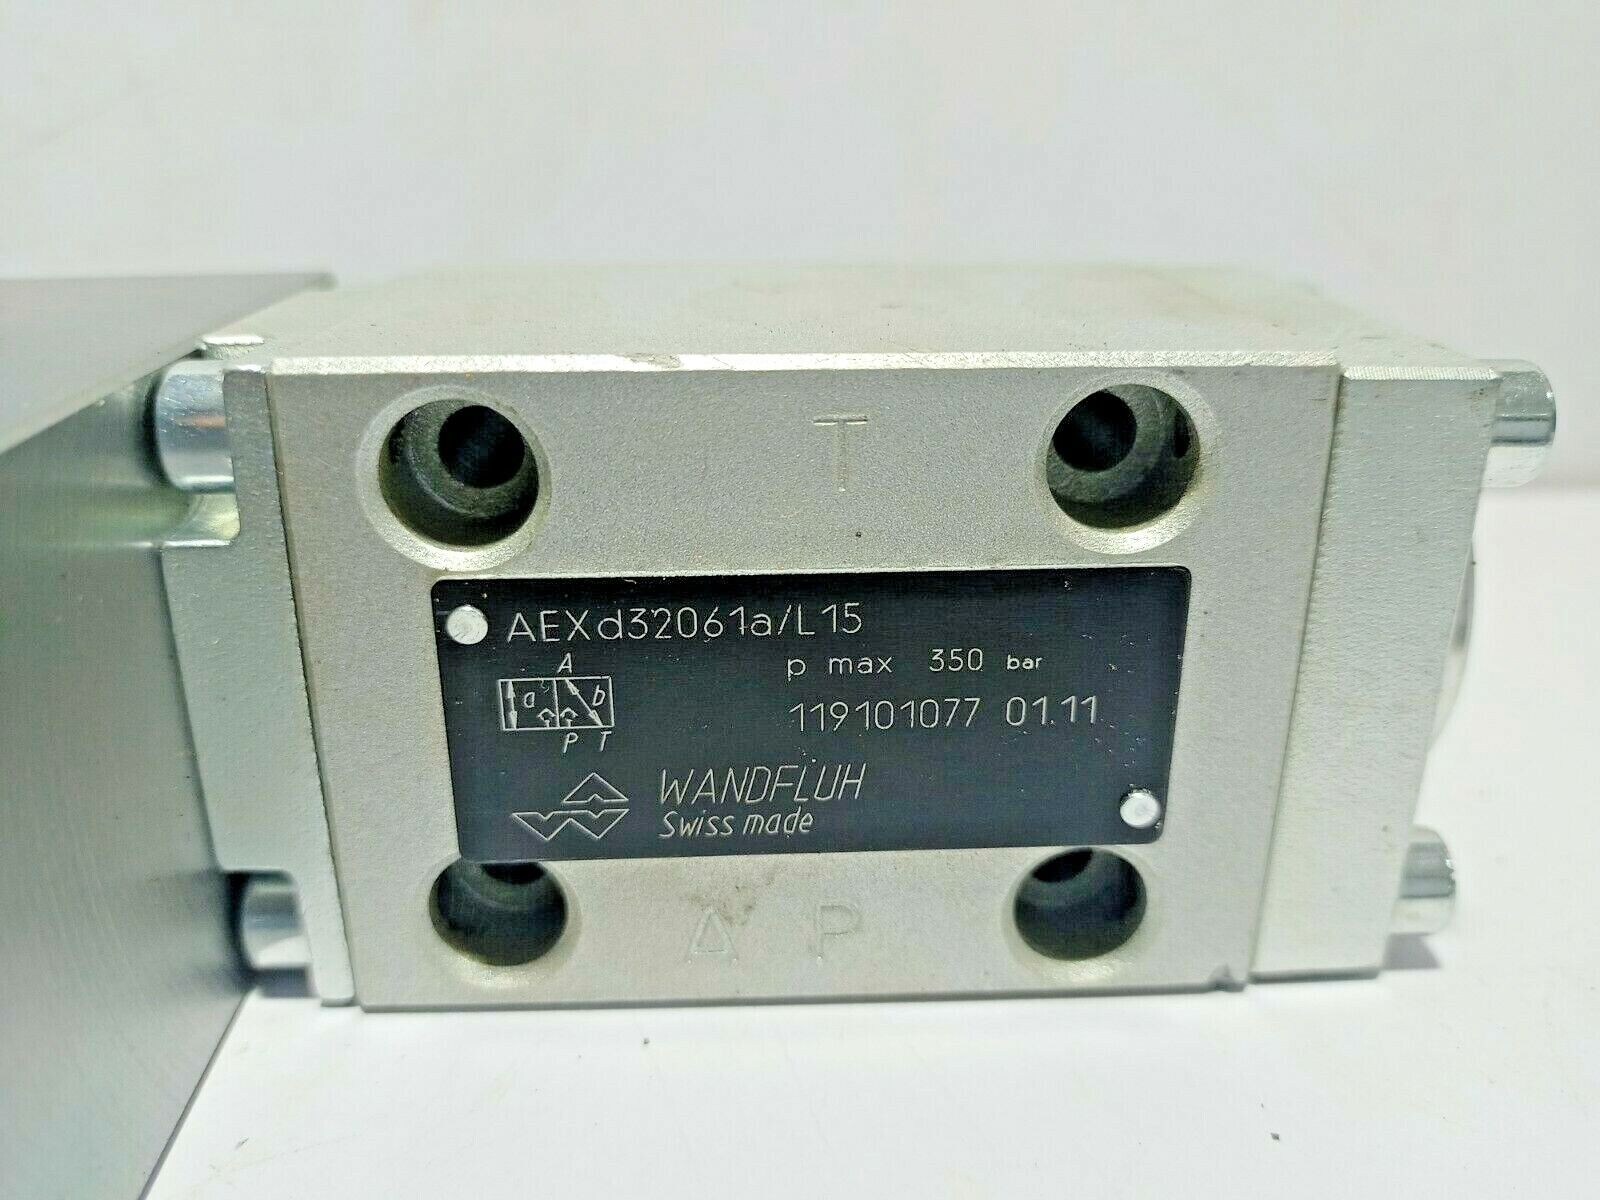 T
AEXd32061a/L15
A
p max 350 bar
a b
119101077 01.11
P T
WANDFLUH
Swiss made
A P